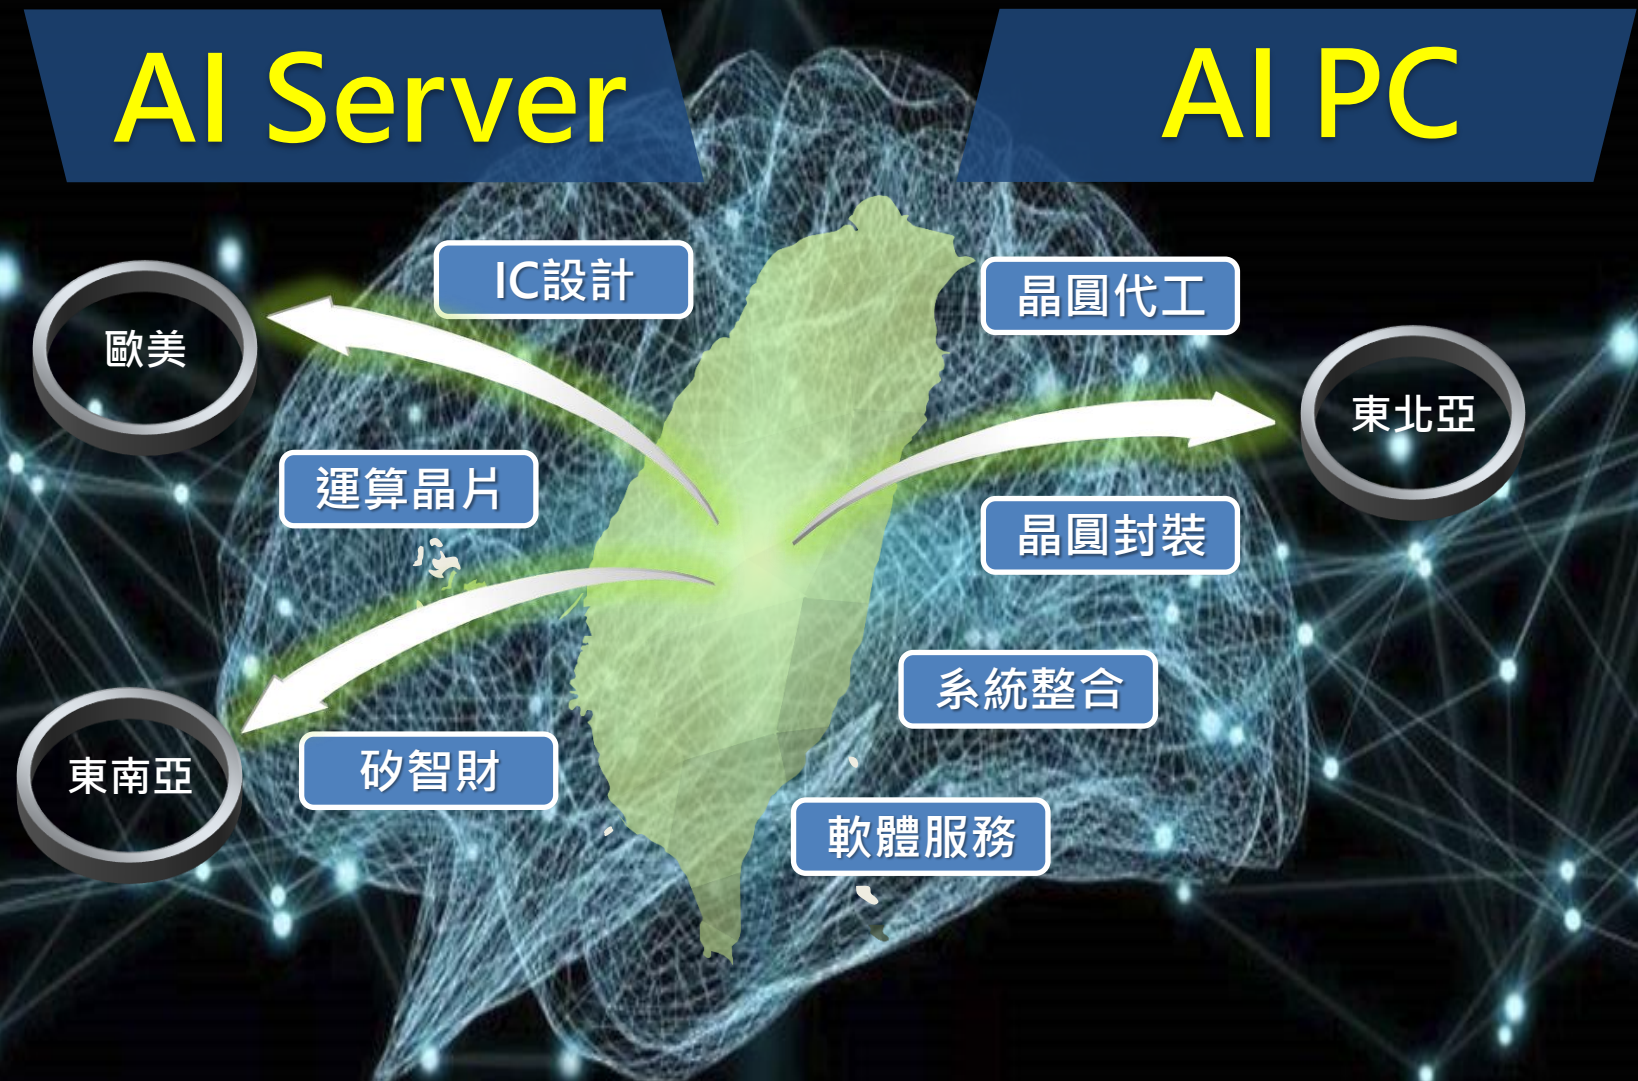 AI Server
AI PC
IC設計
晶圓代工
歐美
東北亞
運算晶片
晶圓封裝
系統整合
東南亞
矽智財
軟體服務